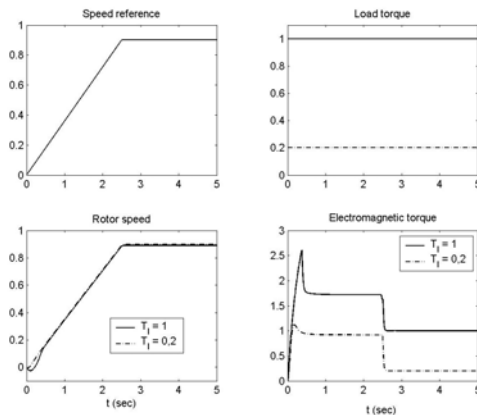 Speed reference
1
0.8
0.6
0.4
0.2
0
0 1 2 3 4 5
Load torque
1
0.8
0.6
0.4
0.2
0
0 1 2 3 4 5
Rotor speed
1
0.8
0.6
0.4
0.2
0
T_l = 1
T_l = 0,2
0 1 2 3 4 5
t (sec)
Electromagnetic torque
3
2.5
2
1.5
1
0.5
0
T_l = 1
T_l = 0,2
0 1 2 3 4 5
t (sec)